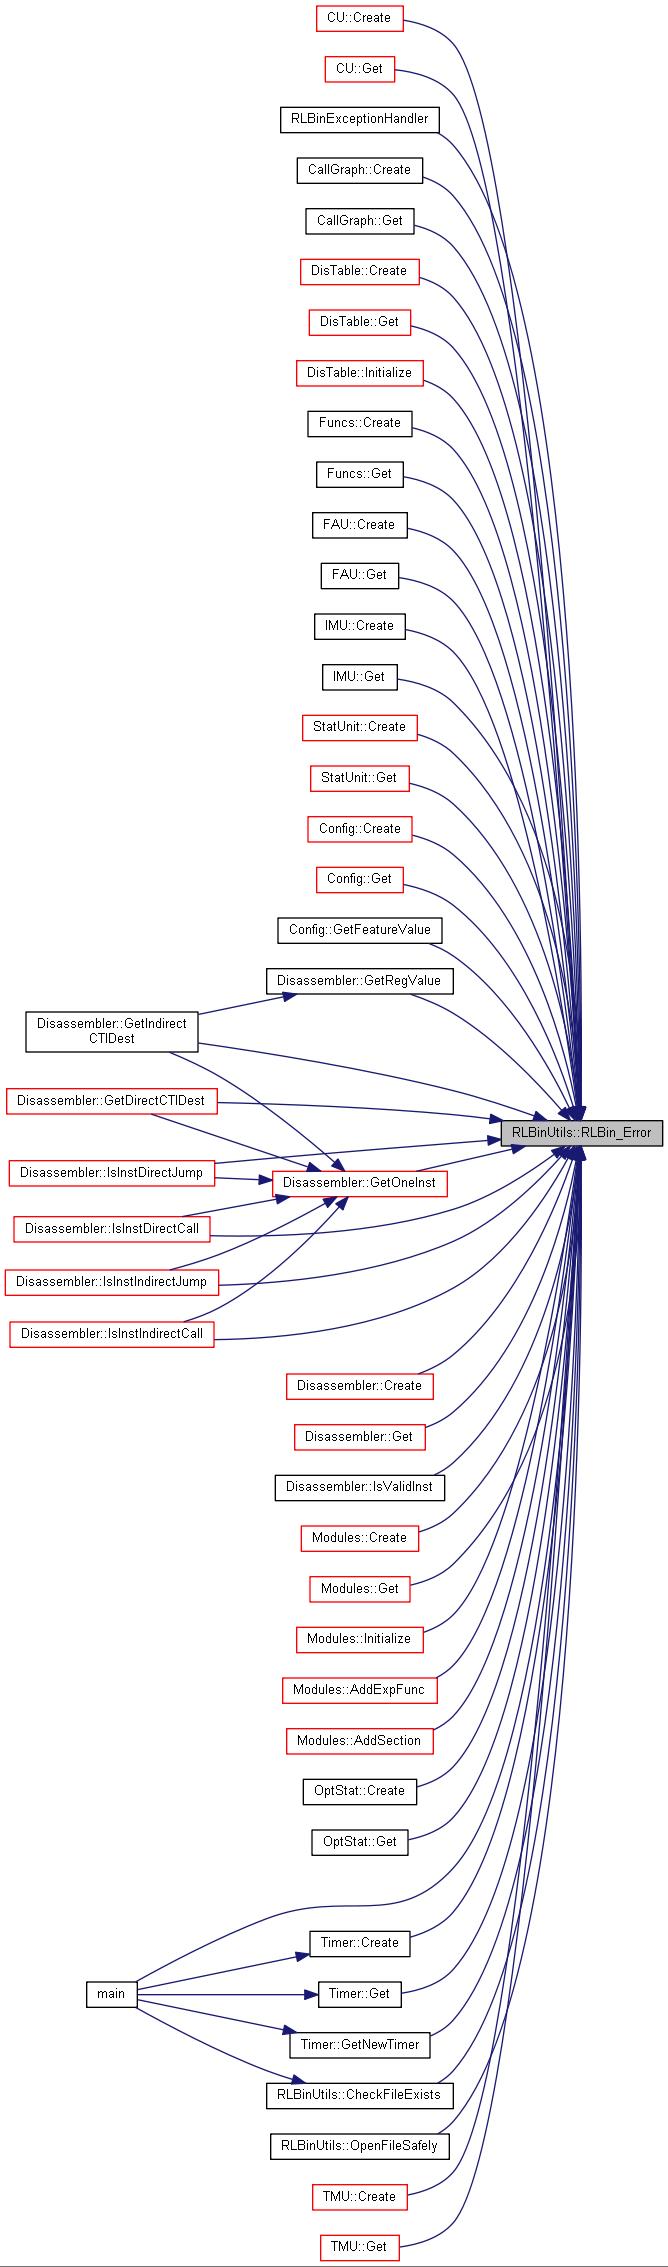 CU::Create
CU::Get
RLBinExceptionHandler
CallGraph::Create
CallGraph::Get
DisTable::Create
DisTable::Get
DisTable::Initialize
Funcs::Create
Funcs::Get
FAU::Create
FAU::Get
IMU::Create
IMU::Get
StatUnit::Create
StatUnit::Get
Config::Create
Config::Get
Config::GetFeatureValue
Disassembler::GetRegValue
Disassembler::GetIndirect
CTIDest
Disassembler::GetDirectCTIDest
RLBinUtils::RLBin_Error
Disassembler::IsInstDirectJump
Disassembler::GetOneInst
Disassembler::IsInstDirectCall
Disassembler::IsInstIndirectJump
Disassembler::IsInstIndirectCall
Disassembler::Create
Disassembler::Get
Disassembler::IsValidInst
Modules::Create
Modules::Get
Modules::Initialize
Modules::AddExpFunc
Modules::AddSection
OptStat::Create
OptStat::Get
Timer::Create
main
Timer::Get
Timer::GetNewTimer
RLBinUtils::CheckFileExists
RLBinUtils::OpenFileSafely
TMU::Create
TMU::Get